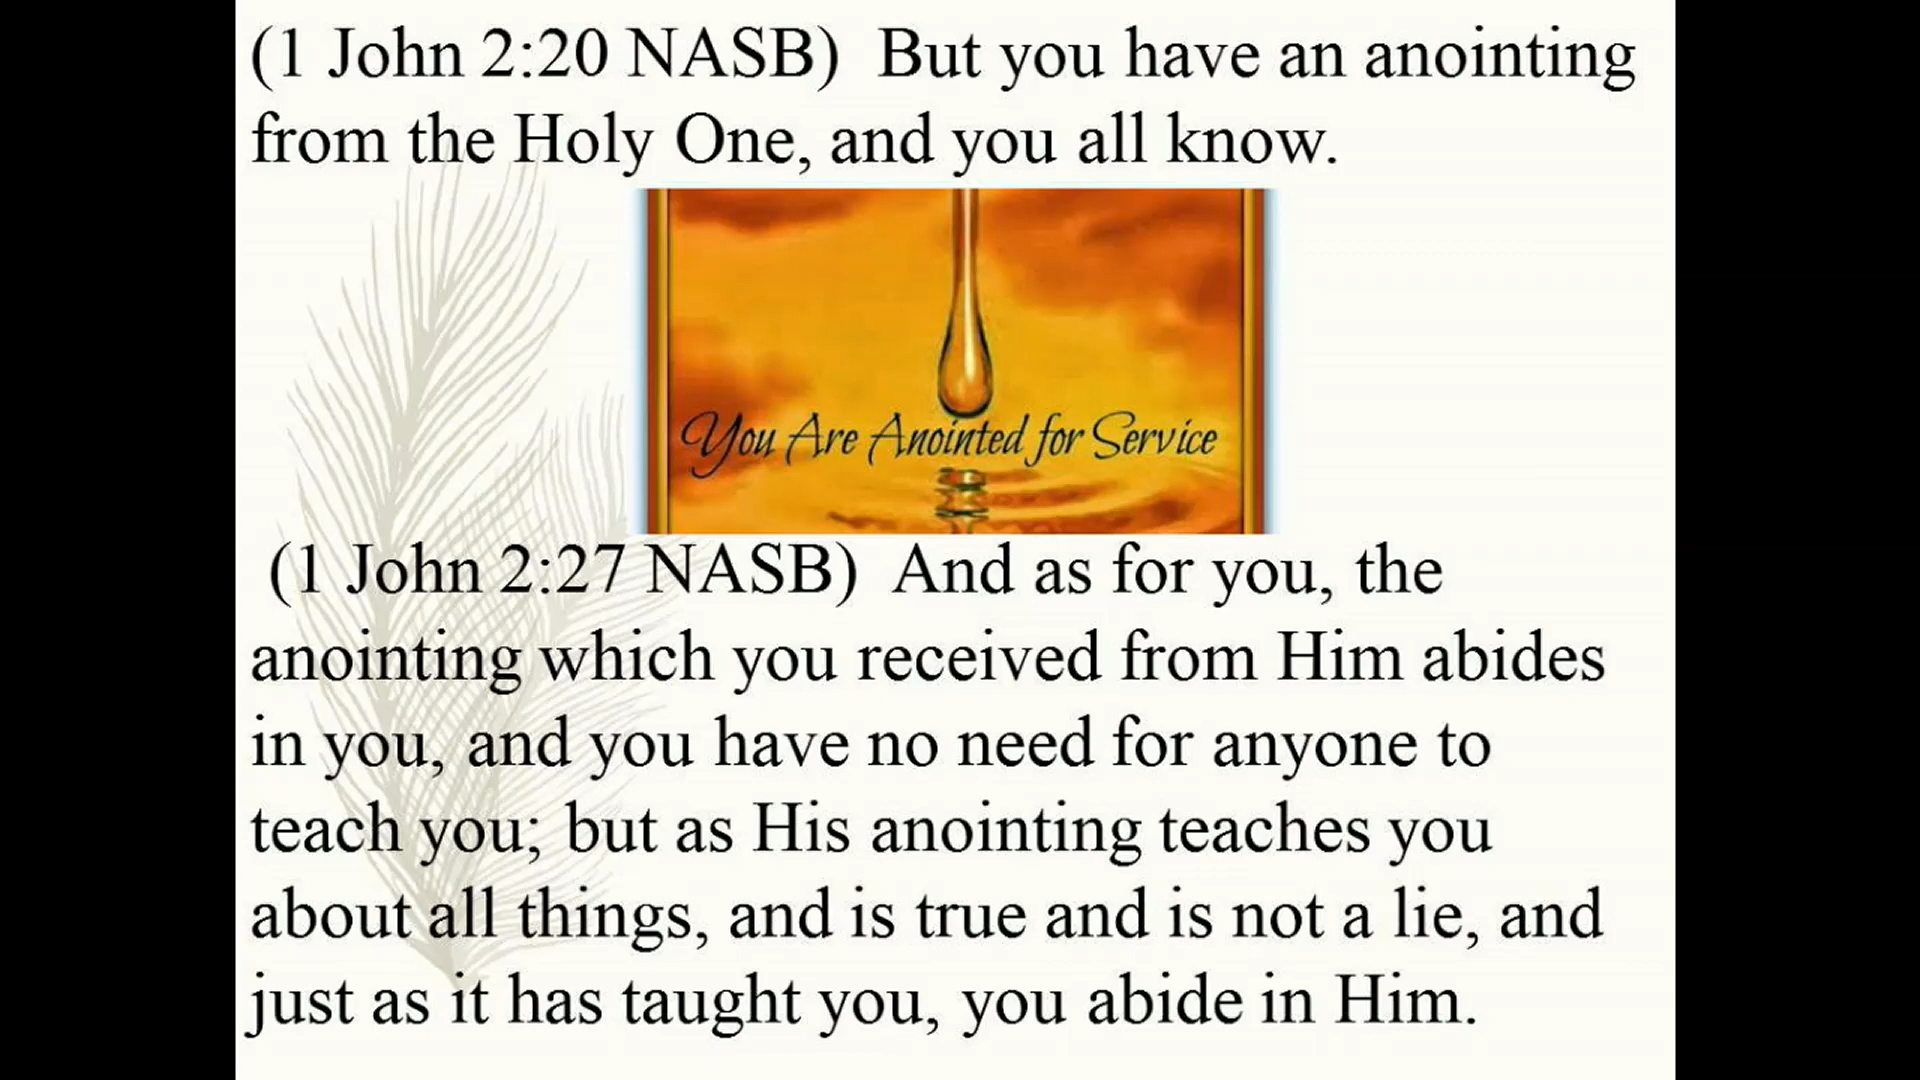 (1 John 2:20 NASB) But you have an anointing
from the Holy One, and you all know.
You Are Anointed for Service
(1 John 2:27 NASB) And as for you, the
anointing which you received from Him abides
in you, and you have no need for anyone to
teach you; but as His anointing teaches you
about all things, and is true and is not a lie, and
just as it has taught you, you abide in Him.